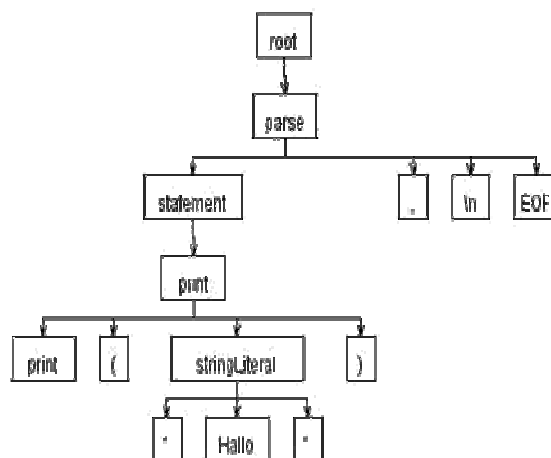 root
parse
statement
\n
EOF
print
print
(
stringLiteral
)
Hallo